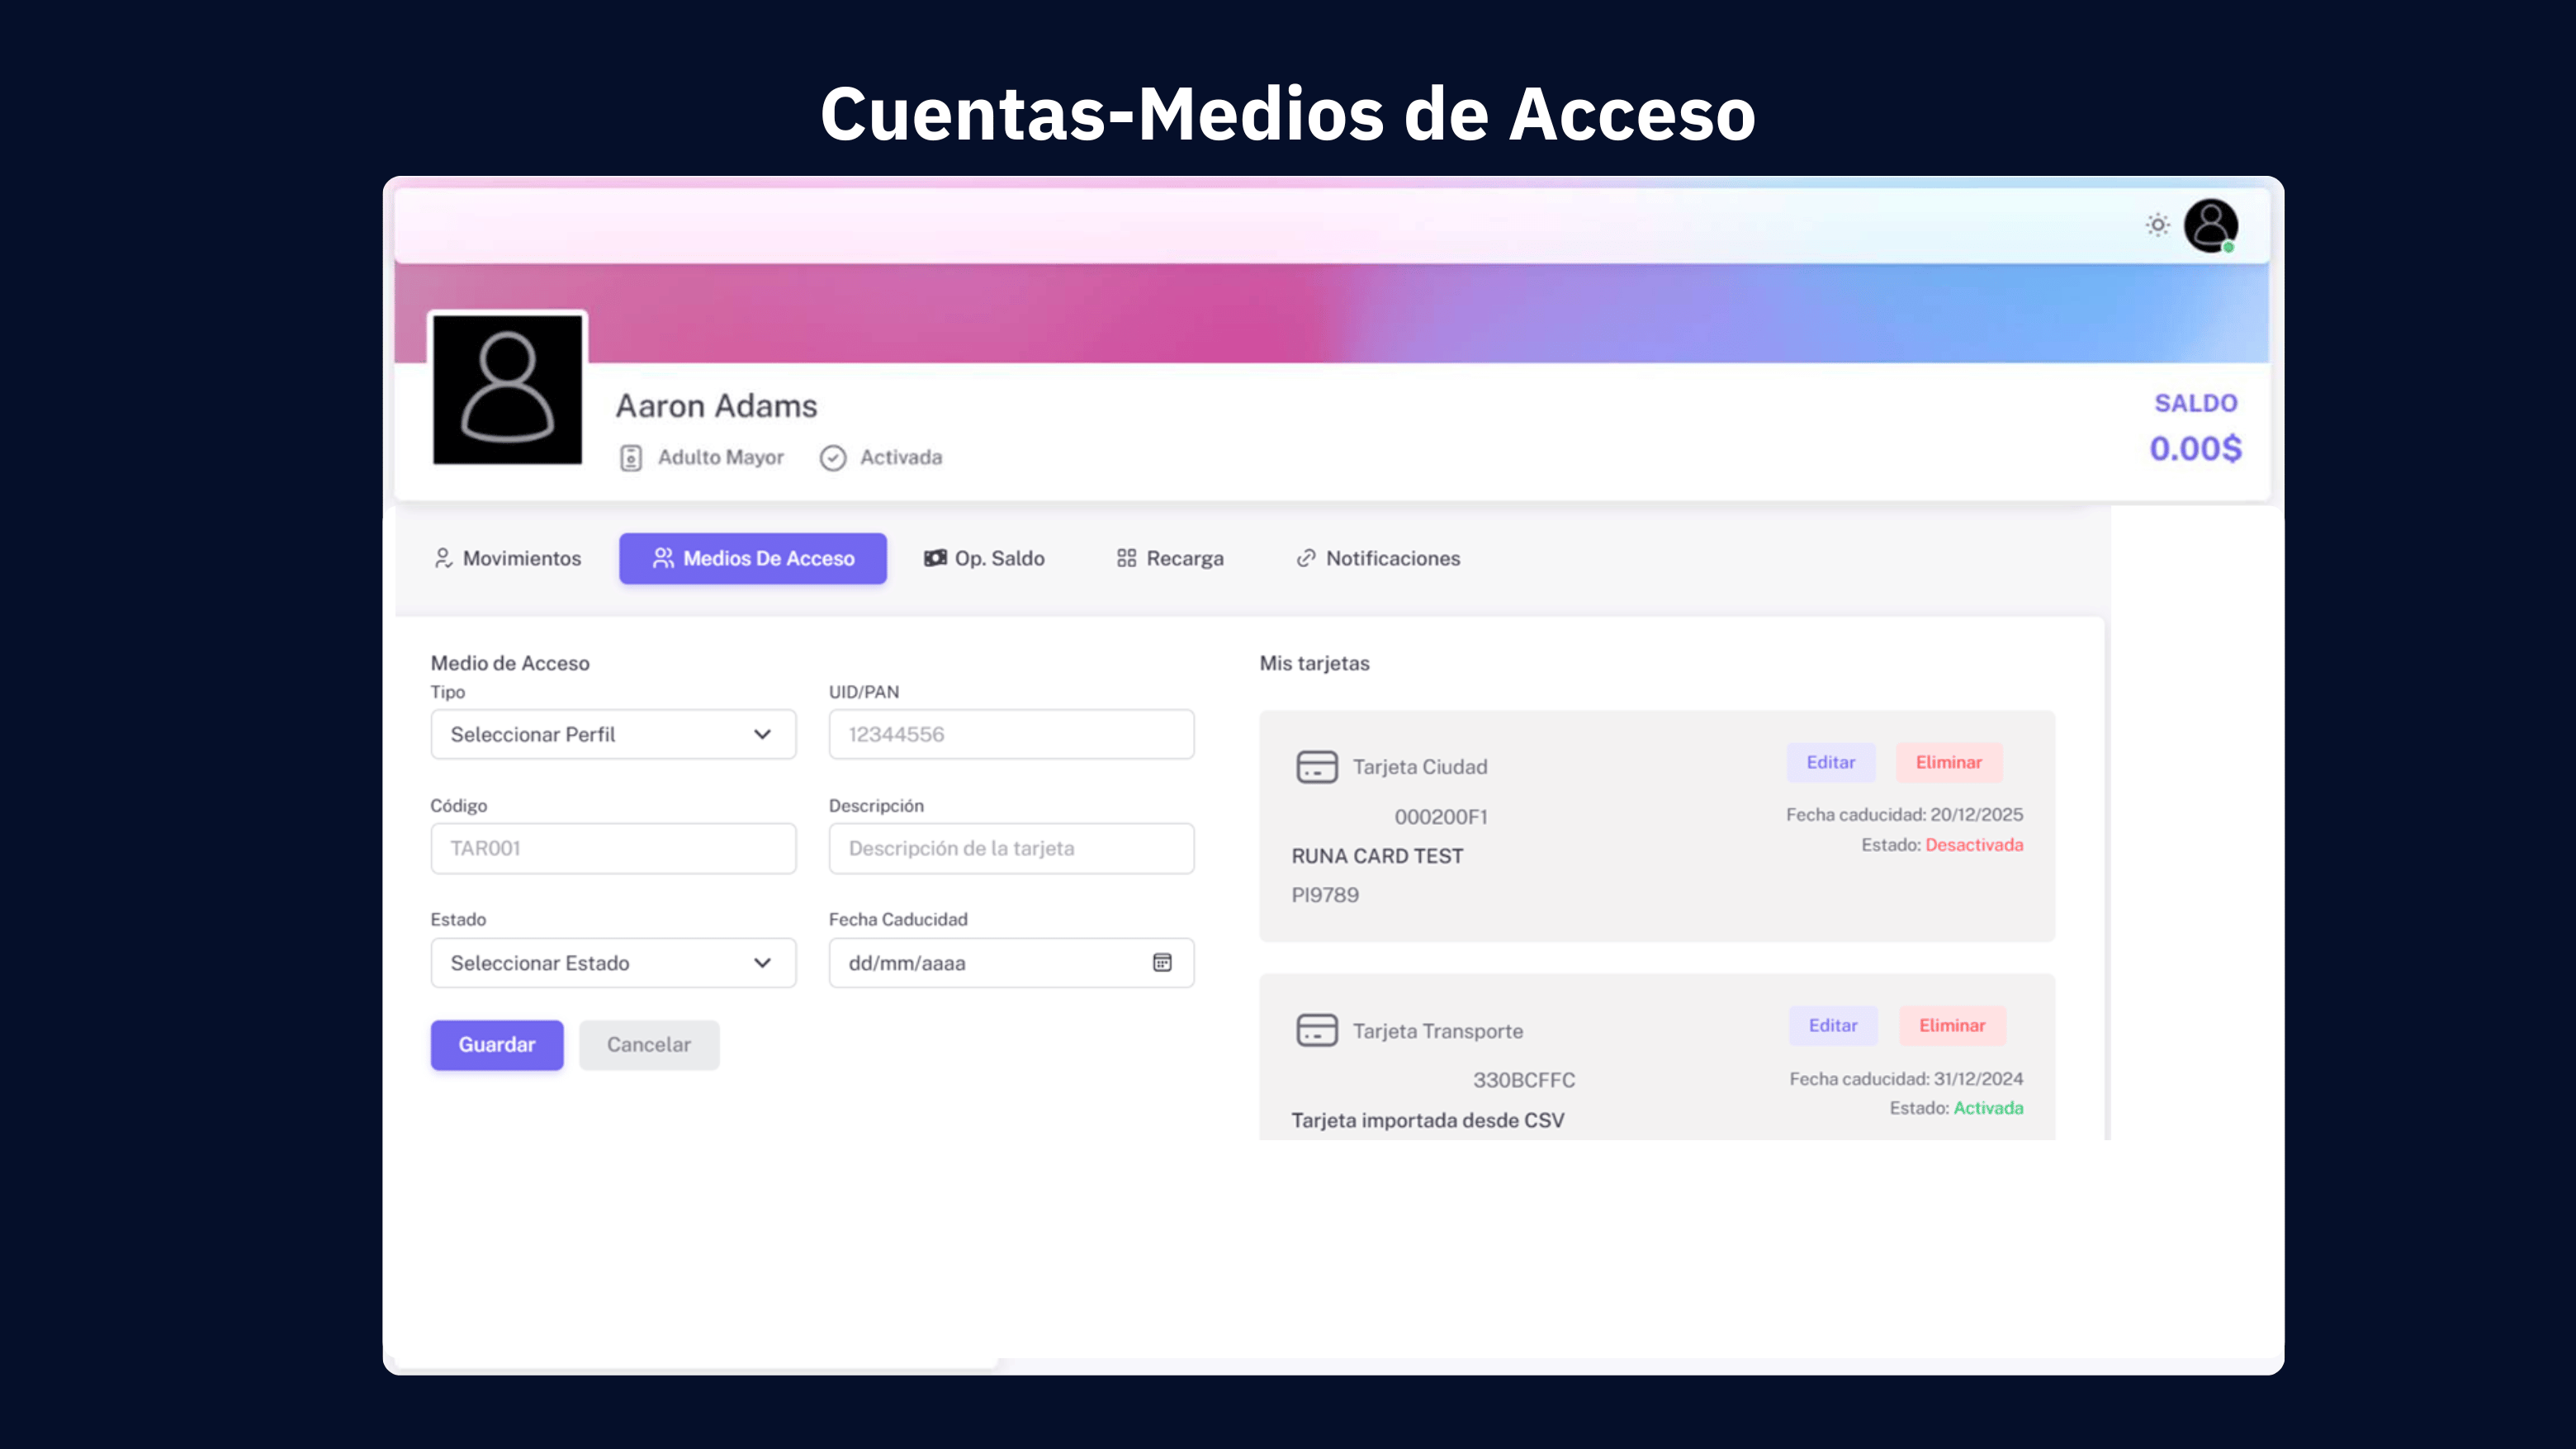 Cuentas-Medios de Acceso
Aaron Adams
Adulto Mayor Activada
SALDO
0.00$
Movimientos Medios De Acceso Op. Saldo Recarga Notificaciones
Medio de Acceso
Tipo UID/PAN
Seleccionar Perfil 12344556
Código Descripción
TAR001 Descripción de la tarjeta
Estado Fecha Caducidad
Seleccionar Estado dd/mm/aaaa
Guardar Cancelar
Mis tarjetas
Tarjeta Ciudad Editar Eliminar
000200F1 Fecha caducidad: 20/12/2025
Estado: Desactivada
RUNA CARD TEST
PI9789
Tarjeta Transporte Editar Eliminar
330BCFFC Fecha caducidad: 31/12/2024
Estado: Activada
Tarjeta importada desde CSV